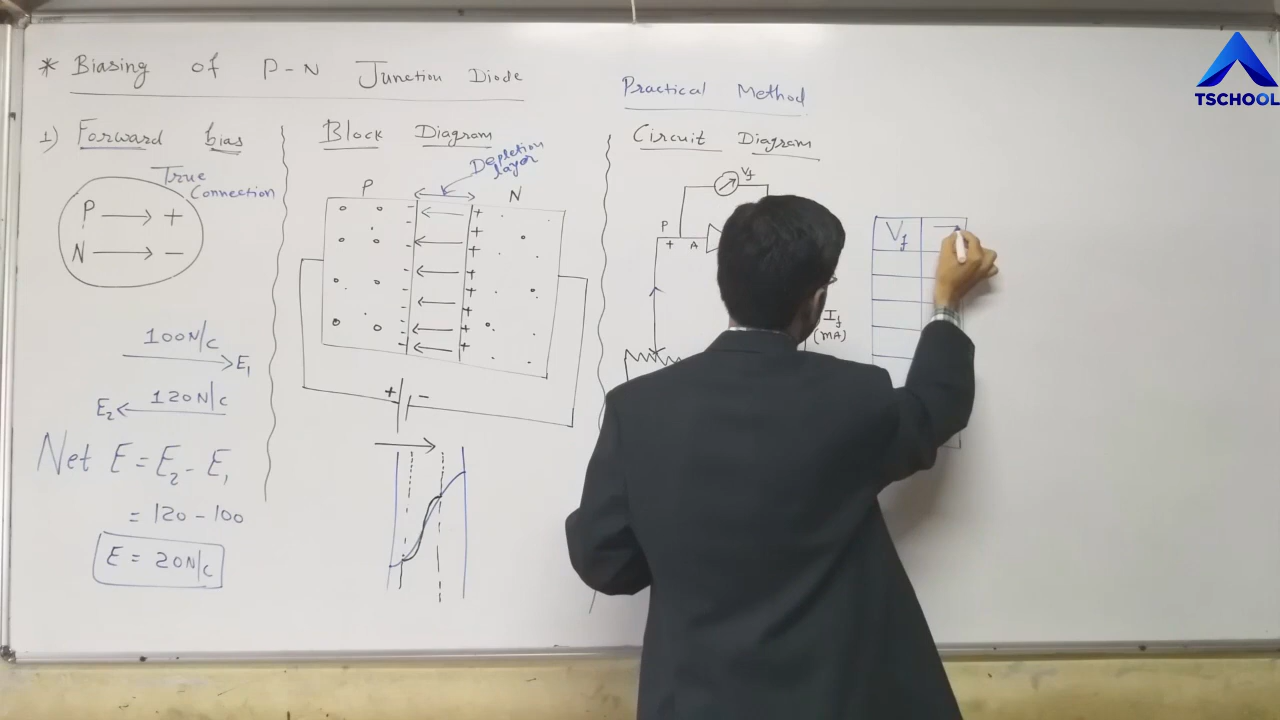 * Biasing of P-N Junction Diode
1) Forward bias
True Connection
P → +
N → −
100N/C
E₁
E₂
120N/C
Net E = E₂ - E₁
= 120 - 100
E = 20N/C
Block Diagram
Depletion layer
P
N
+ −
Practical Method
Circuit Diagram
Vf
P
+ A
If
(mA)
Vf
TSCHOOL